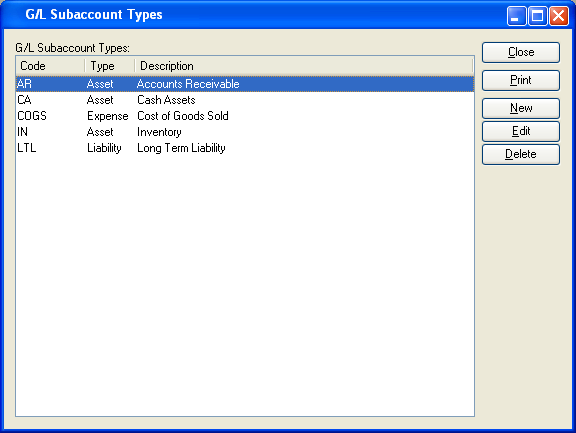 G/L Subaccount Types
G/L Subaccount Types:
Code Type Description
AR Asset Accounts Receivable
CA Asset Cash Assets
COGS Expense Cost of Goods Sold
IN Asset Inventory
LTL Liability Long Term Liability
Close
Print
New
Edit
Delete